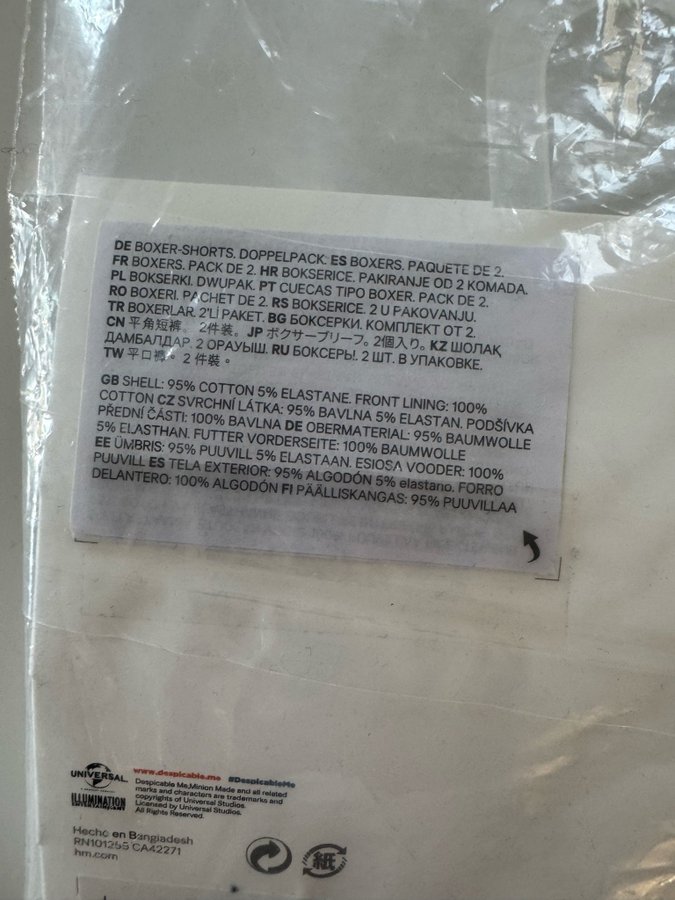 DE BOXER-SHORTS. DOPPELPACK. ES BOXERS. PAQUETE DE 2.
FR BOXERS. PACK DE 2. HR BOKSERICE. PAKIRANJE OD 2 KOMADA.
PL BOKSERKI. DWUPAK. PT CUECAS TIPO BOXER. PACK DE 2.
RO BOXERI. PACHET DE 2. RS BOKSERICE. 2 U PAKOVANJU.
TR BOXERLAR. 2'Lİ PAKET. BG БОКСЕРКИ. КОМПЛЕКТ ОТ 2.
CN 平角短裤。 2件装。 JP ボクサーブリーフ。2個入り。 KZ ШОЛАҚ
ДАМБАЛДАР. 2 ОРАУЫШ. RU БОКСЕРЫ. 2 ШТ. В УПАКОВКЕ.
TW 平口褲。 2 件裝。
GB SHELL: 95% COTTON 5% ELASTANE. FRONT LINING: 100%
COTTON CZ SVRCHNÍ LÁTKA: 95% BAVLNA 5% ELASTAN. PODŠÍVKA
PŘEDNÍ ČÁSTI: 100% BAVLNA DE OBERMATERIAL: 95% BAUMWOLLE
5% ELASTHAN. FUTTER VORDERSEITE: 100% BAUMWOLLE
EE ÜMBRIS: 95% PUUVILL 5% ELASTAAN. ESIOSA VOODER: 100%
PUUVILL ES TELA EXTERIOR: 95% ALGODÓN 5% elastano. FORRO
DELANTERO: 100% ALGODÓN FI PÄÄLLISKANGAS: 95% PUUVILLAA
UNIVERSAL
ILLUMINATION
www.despicable.me #DespicableMe
Despicable Me,Minion Made and all related
marks and characters are trademarks and
copyrights of Universal Studios.
Licensed by Universal Studios.
All Rights Reserved.
Hecho en Bangladesh
RN101255 CA42271
hm.com
紙